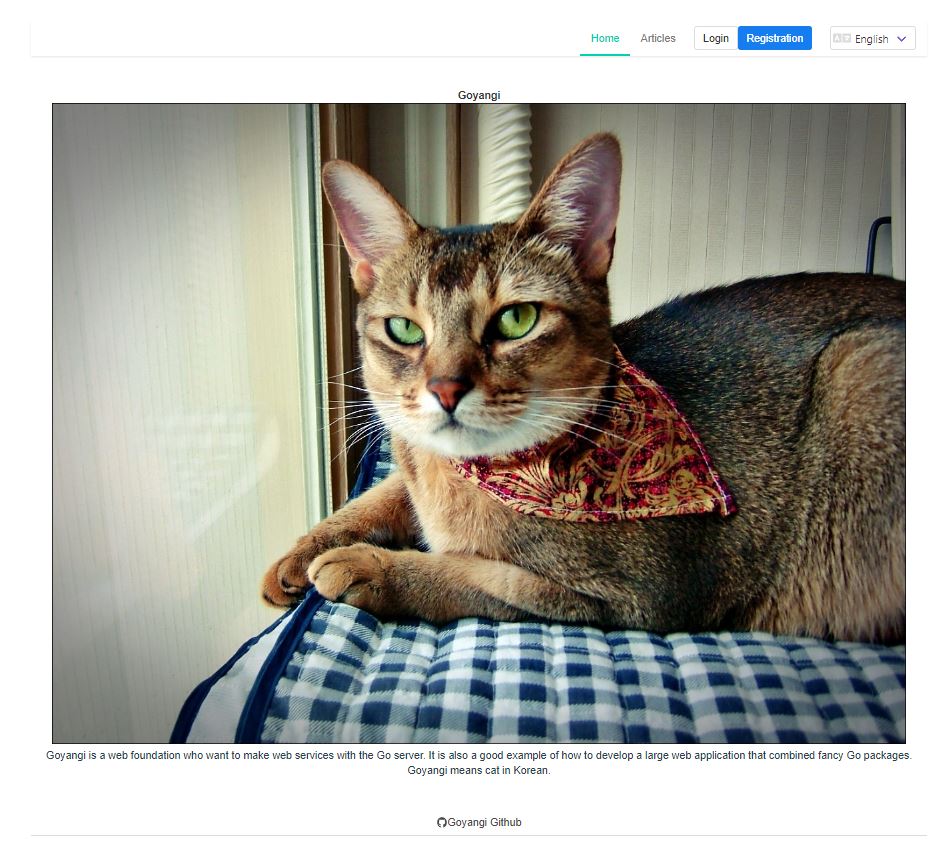 Home Articles Login Registration English
Goyangi
Goyangi is a web foundation who want to make web services with the Go server. It is also a good example of how to develop a large web application that combined fancy Go packages.
Goyangi means cat in Korean.
Goyangi Github